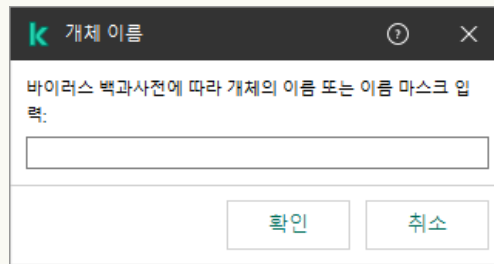 개체 이름
바이러스 백과사전에 따라 개체의 이름 또는 이름 마스크 입
력:
확인 취소